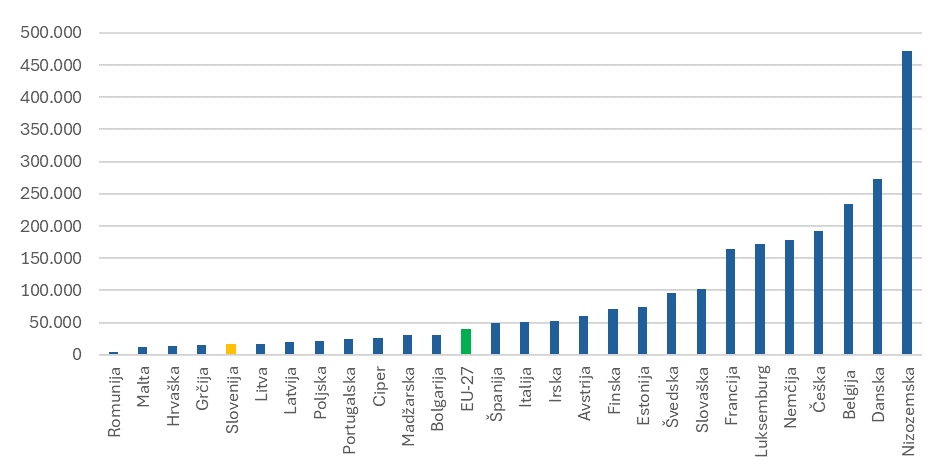 500.000
450.000
400.000
350.000
300.000
250.000
200.000
150.000
100.000
50.000
0
Romunija
Malta
Hrvaška
Grčija
Slovenija
Litva
Latvija
Poljska
Portugalska
Ciper
Madžarska
Bolgarija
EU-27
Španija
Italija
Irska
Avstrija
Finska
Estonija
Švedska
Slovaška
Francija
Luksemburg
Nemčija
Češka
Belgija
Danska
Nizozemska